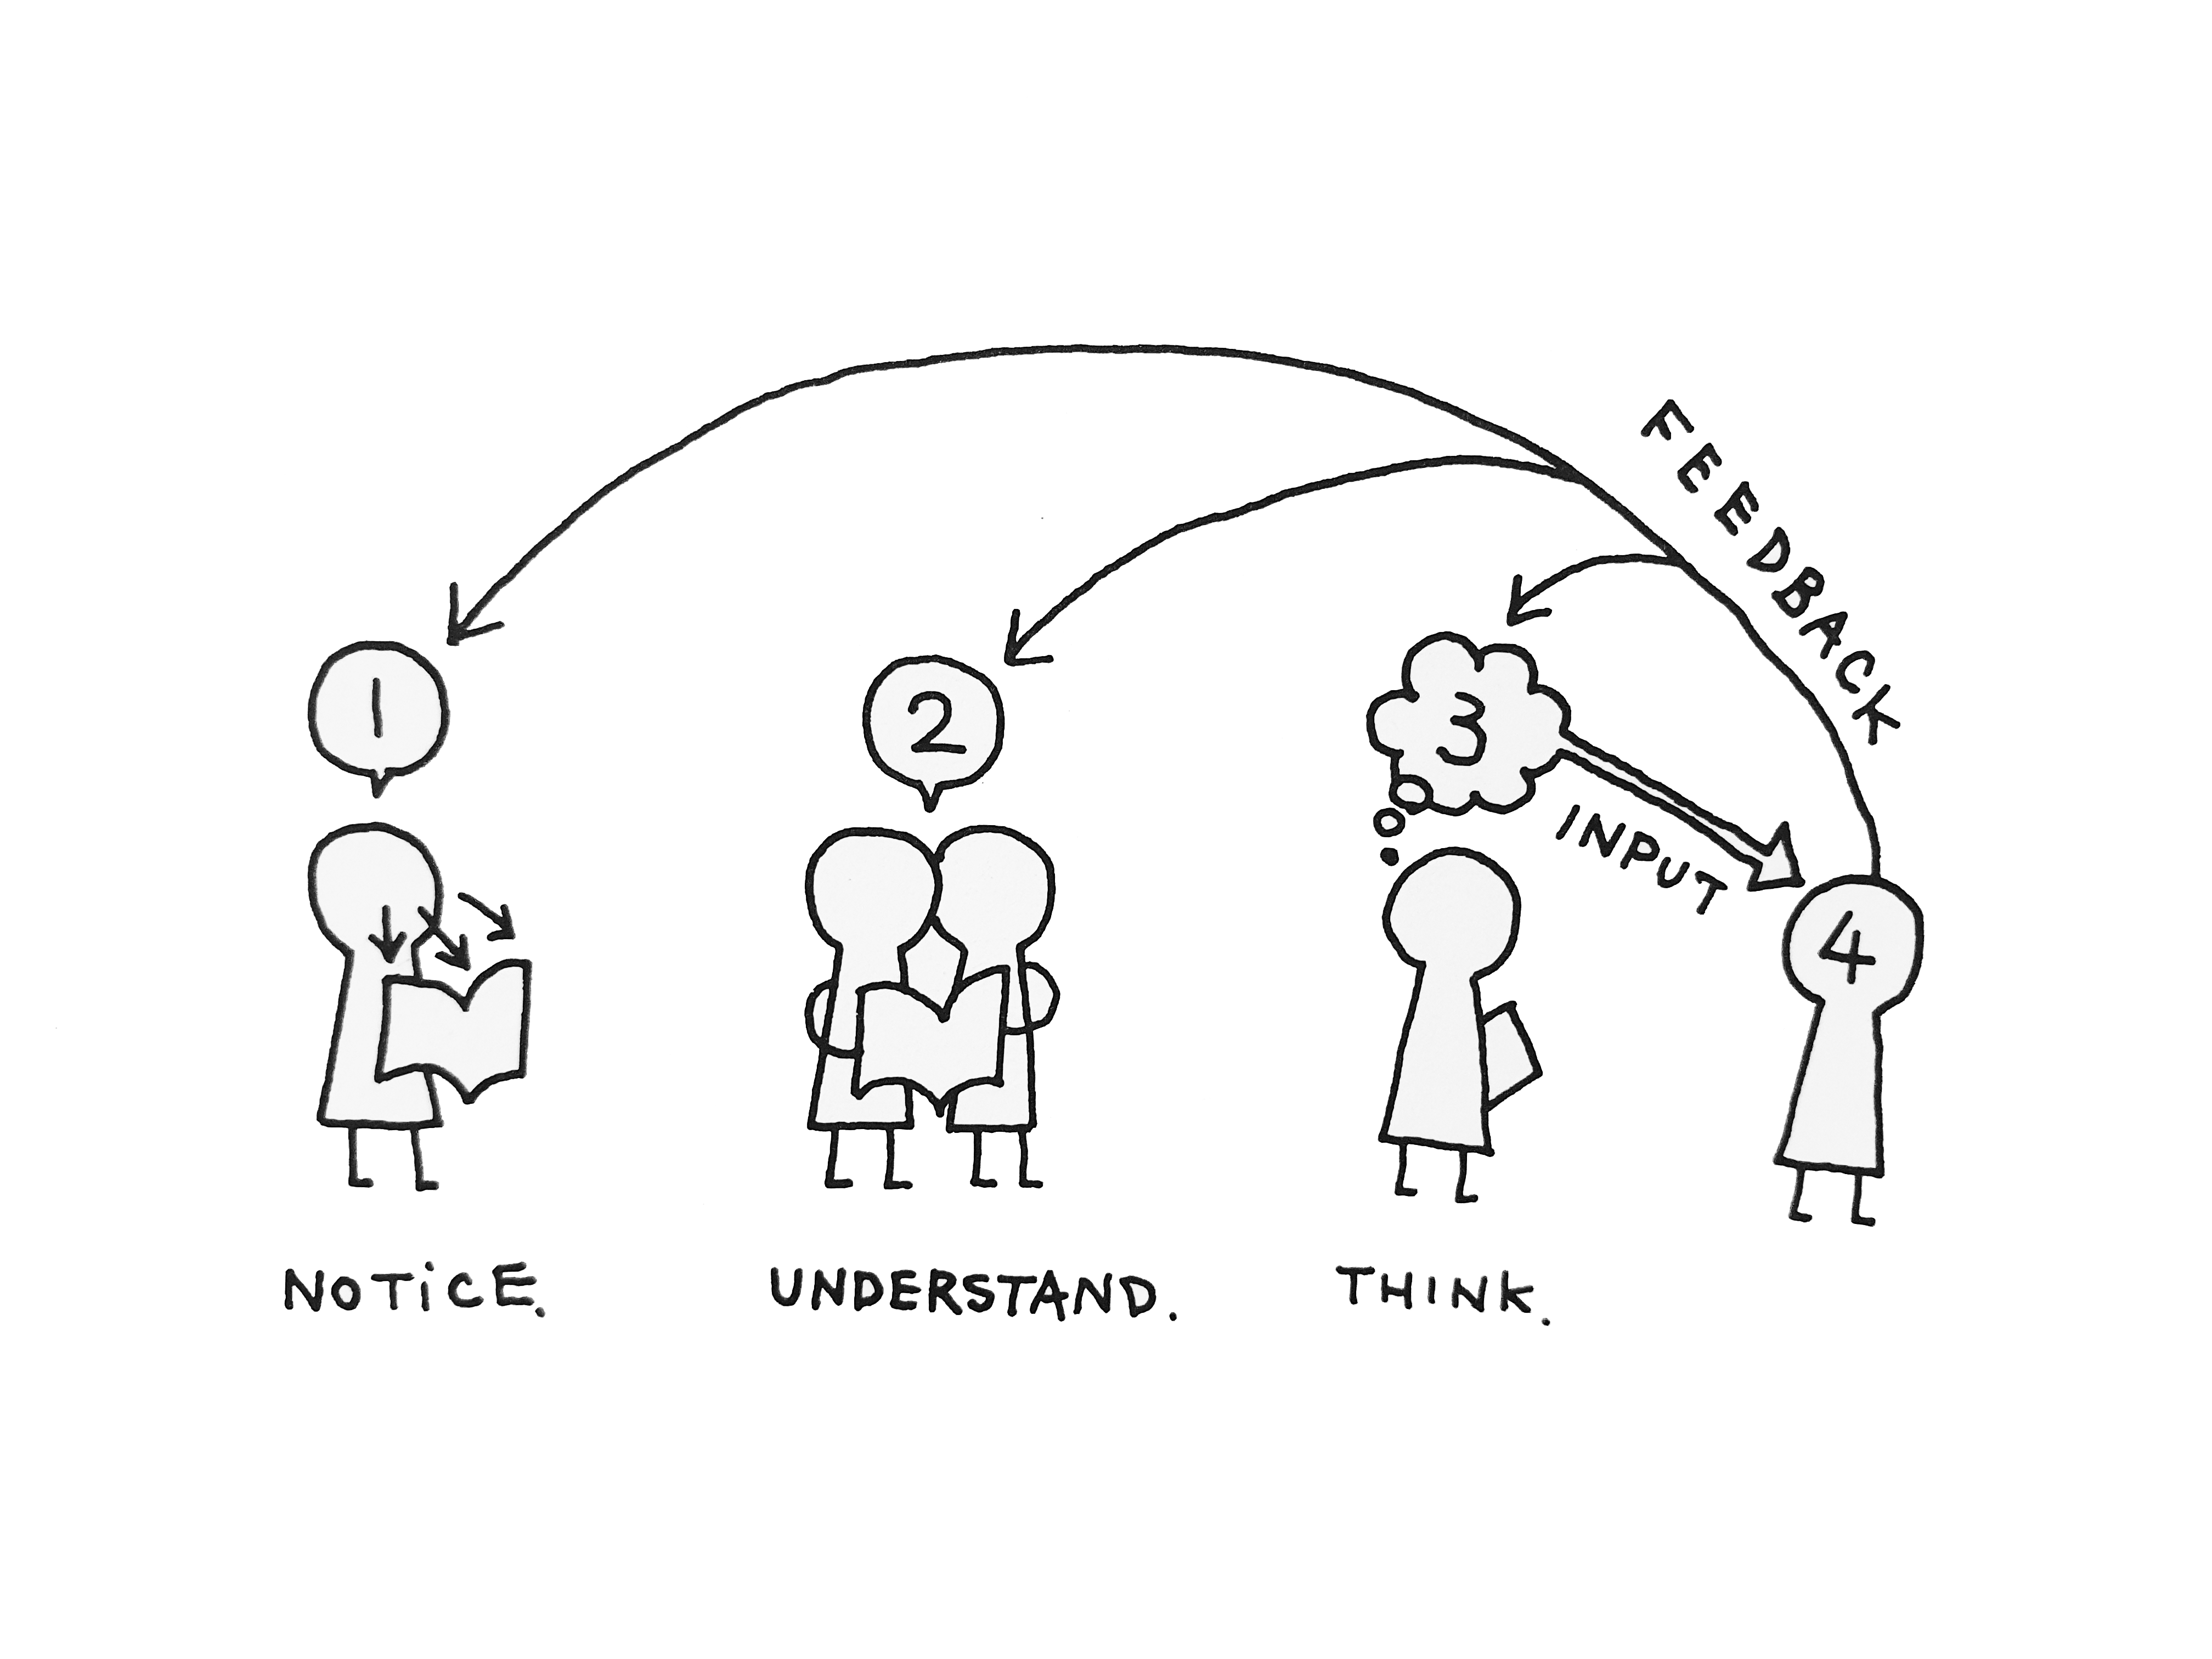 FEEDBACK
1
2
3
INPUT
4
NOTiCE.
UNDERSTAND.
THINK.